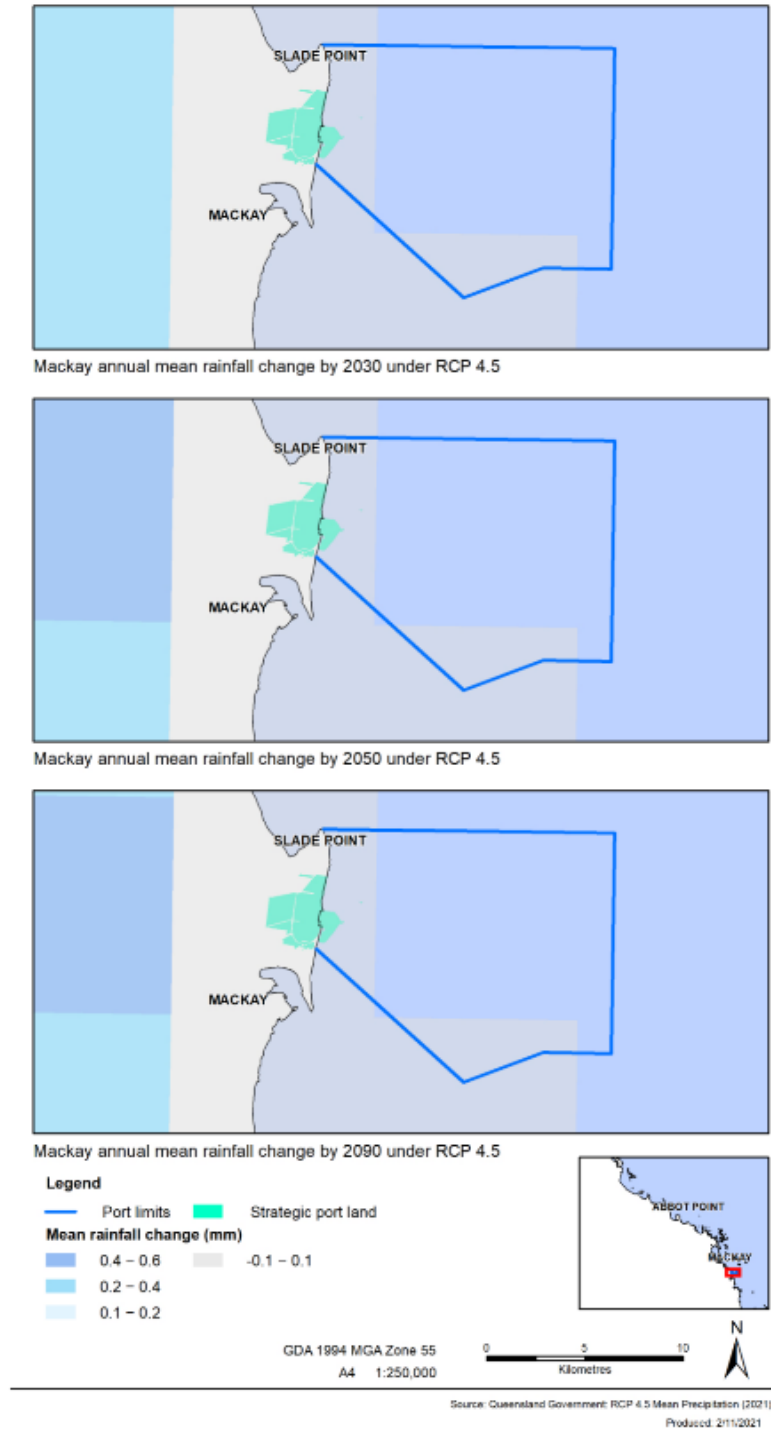 SLADE POINT
MACKAY
Mackay annual mean rainfall change by 2030 under RCP 4.5
SLADE POINT
MACKAY
Mackay annual mean rainfall change by 2050 under RCP 4.5
SLADE POINT
MACKAY
Mackay annual mean rainfall change by 2090 under RCP 4.5
Legend
Port limits Strategic port land
Mean rainfall change (mm)
0.4 – 0.6 -0.1 – 0.1
0.2 – 0.4
0.1 – 0.2
ABBOT POINT
MACKAY
GDA 1994 MGA Zone 55
A4 1:250,000
0 5 10
Kilometres
N
Source: Queensland Government: RCP 4.5 Mean Precipitation (2021)
Produced: 2/11/2021